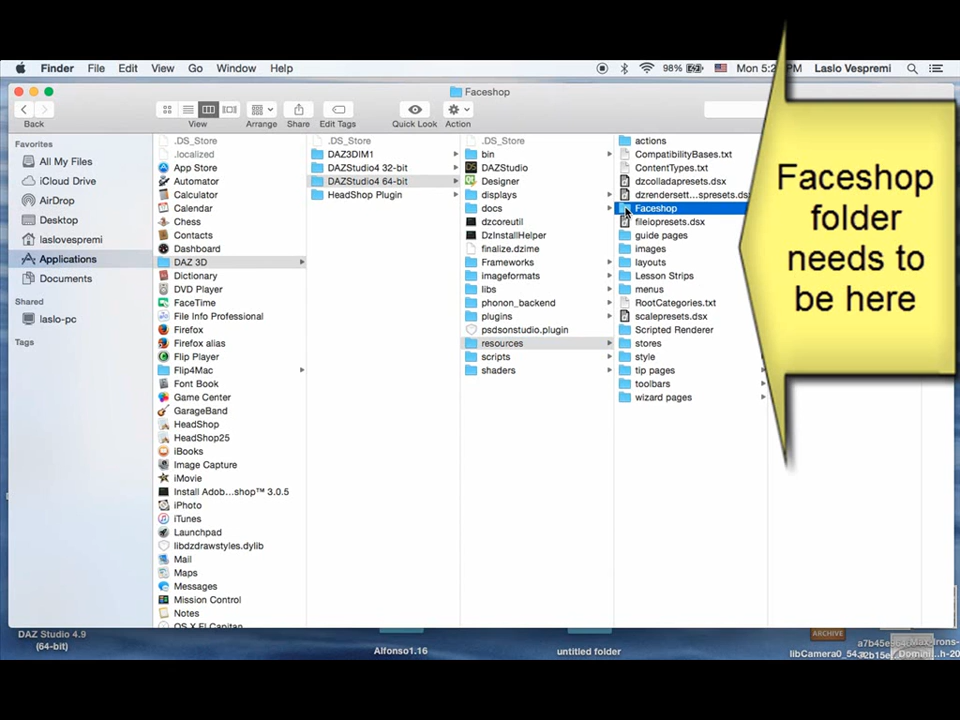 Finder File Edit View Go Window Help
98% Mon 5:2 PM Laslo Vespremi
Faceshop
Back View Arrange Share Edit Tags Quick Look Action
Favorites
All My Files
iCloud Drive
AirDrop
Desktop
laslovespremi
Applications
Documents
Shared
laslo-pc
Tags
.DS_Store
.localized
App Store
Automator
Calculator
Calendar
Chess
Contacts
Dashboard
DAZ 3D
Dictionary
DVD Player
FaceTime
File Info Professional
Firefox
Firefox alias
Flip Player
Flip4Mac
Font Book
Game Center
GarageBand
HeadShop
HeadShop25
iBooks
Image Capture
iMovie
Install Adob...shop™ 3.0.5
iPhoto
iTunes
Launchpad
libdzdrawstyles.dylib
Mail
Maps
Messages
Mission Control
Notes
OS X El Capitan
.DS_Store
DAZ3DIM1
DAZStudio4 32-bit
DAZStudio4 64-bit
HeadShop Plugin
.DS_Store
bin
DAZStudio
Designer
displays
docs
dzcoreutil
DzInstallHelper
finalize.dzime
Frameworks
imageformats
libs
phonon_backend
plugins
psdsonstudio.plugin
resources
scripts
shaders
actions
CompatibilityBases.txt
ContentTypes.txt
dzcolladapresets.dsx
dzrendersett...spresets.dsx
Faceshop
fileiopresets.dsx
guide pages
images
layouts
Lesson Strips
menus
RootCategories.txt
scalepresets.dsx
Scripted Renderer
stores
style
tip pages
toolbars
wizard pages
Faceshop
folder
needs to
be here
DAZ Studio 4.9
(64-bit)
Alfonso1.16
untitled folder
ARCHIVE